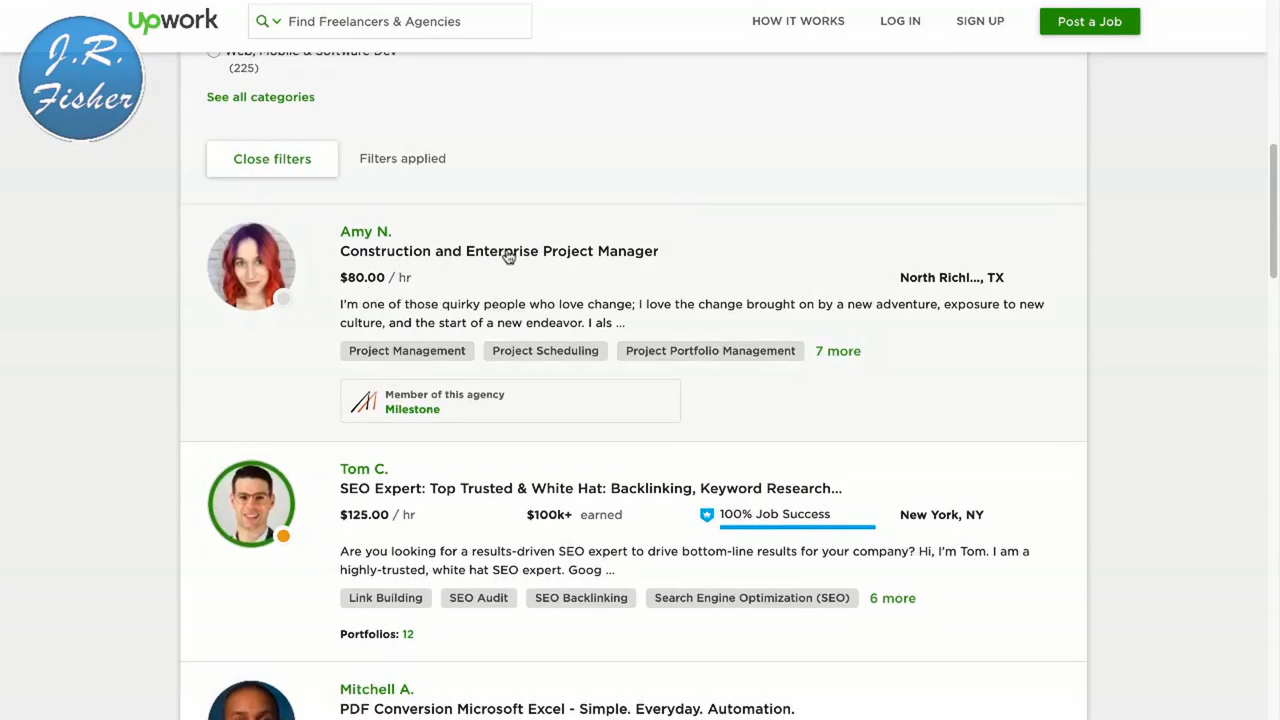 upwork
Find Freelancers & Agencies
HOW IT WORKS
LOG IN
SIGN UP
Post a Job
J.R.
Fisher
Web, Mobile & Software Dev
(225)
See all categories
Close filters
Filters applied
Amy N.
Construction and Enterprise Project Manager
$80.00 / hr
North Richl..., TX
I'm one of those quirky people who love change; I love the change brought on by a new adventure, exposure to new
culture, and the start of a new endeavor. I als ...
Project Management
Project Scheduling
Project Portfolio Management
7 more
Member of this agency
Milestone
Tom C.
SEO Expert: Top Trusted & White Hat: Backlinking, Keyword Research...
$125.00 / hr
$100k+ earned
100% Job Success
New York, NY
Are you looking for a results-driven SEO expert to drive bottom-line results for your company? Hi, I'm Tom. I am a
highly-trusted, white hat SEO expert. Goog ...
Link Building
SEO Audit
SEO Backlinking
Search Engine Optimization (SEO)
6 more
Portfolios: 12
Mitchell A.
PDF Conversion Microsoft Excel - Simple. Everyday. Automation.